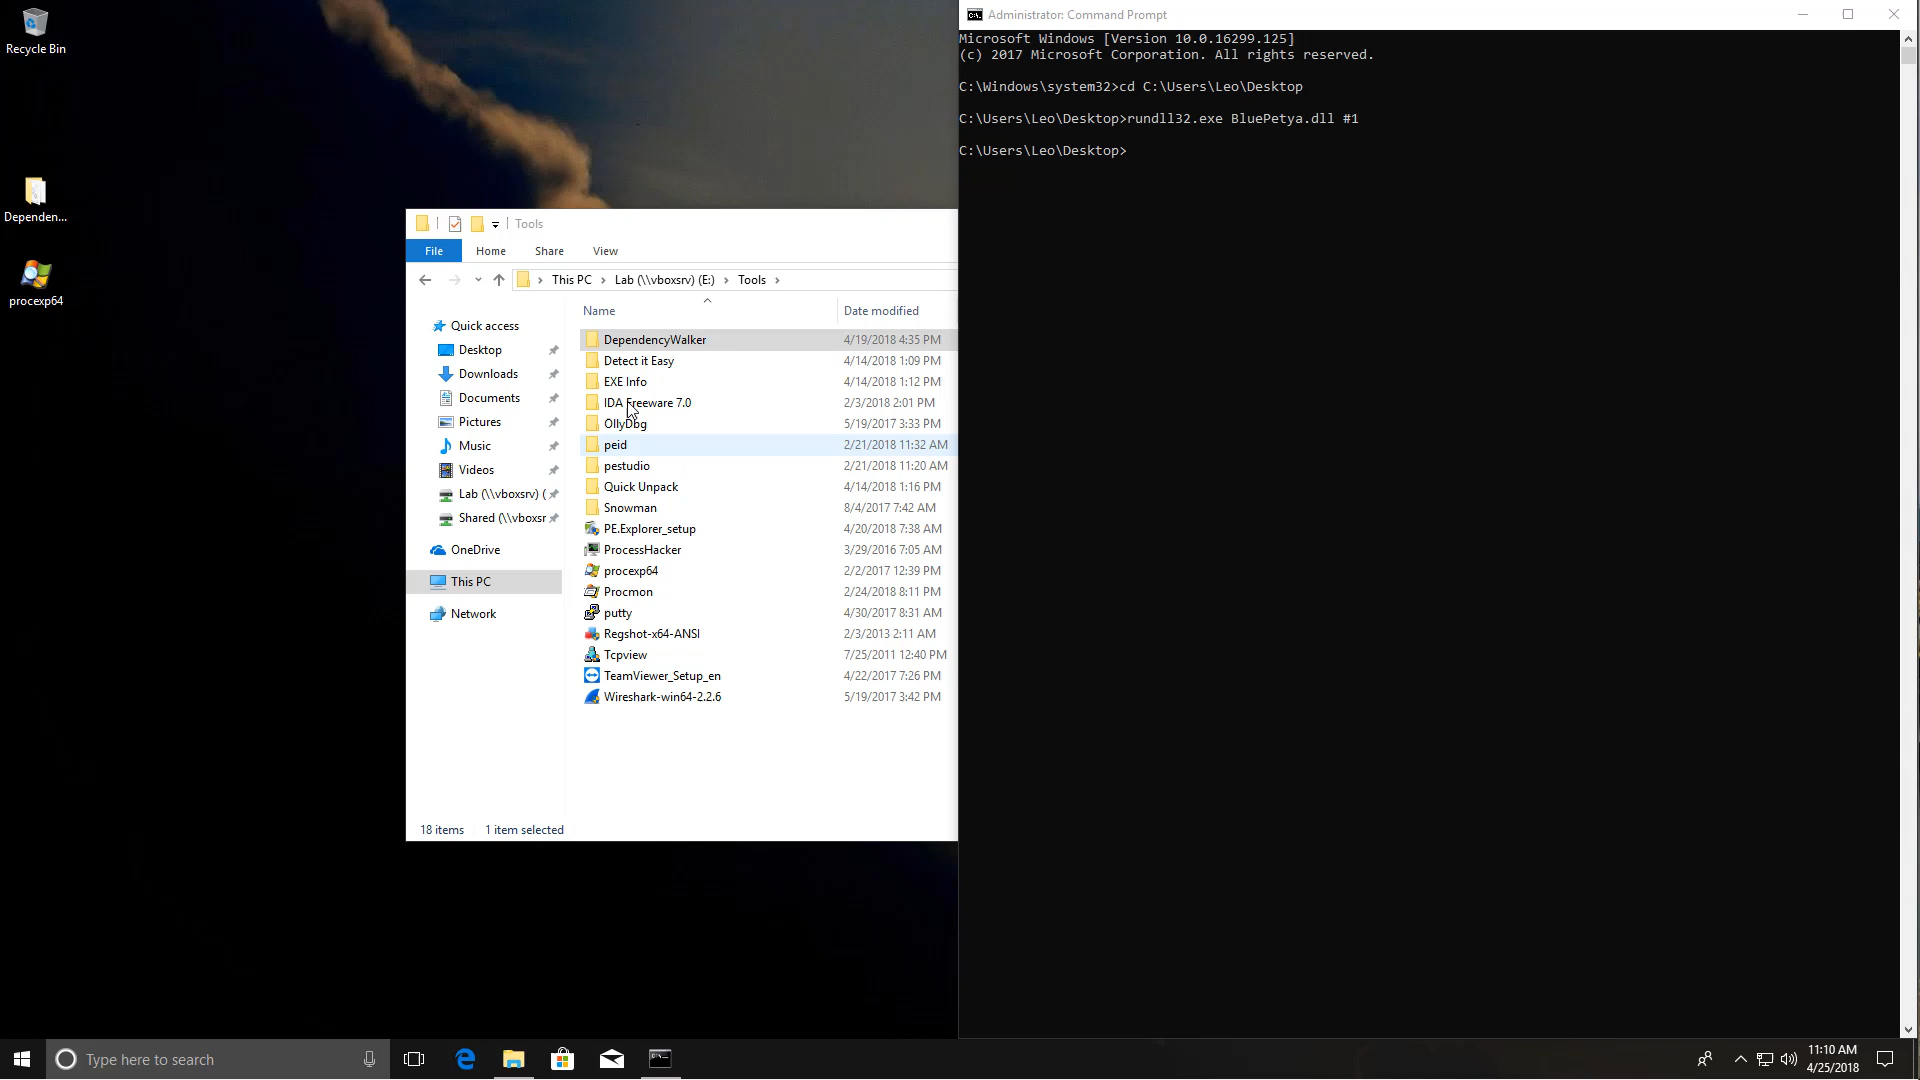 Recycle Bin
Dependen...
procexp64
Tools
File
Home
Share
View
This PC
Lab (\\vboxsrv) (E:)
Tools
Name
Date modified
Quick access
Desktop
Downloads
Documents
Pictures
Music
Videos
Lab (\\vboxsrv) (
Shared (\\vboxsr
OneDrive
This PC
Network
DependencyWalker 4/19/2018 4:35 PM
Detect it Easy 4/14/2018 1:09 PM
EXE Info 4/14/2018 1:12 PM
IDA Freeware 7.0 2/3/2018 2:01 PM
OllyDbg 5/19/2017 3:33 PM
peid 2/21/2018 11:32 AM
pestudio 2/21/2018 11:20 AM
Quick Unpack 4/14/2018 1:16 PM
Snowman 8/4/2017 7:42 AM
PE.Explorer_setup 4/20/2018 7:38 AM
ProcessHacker 3/29/2016 7:05 AM
procexp64 2/2/2017 12:39 PM
Procmon 2/24/2018 8:11 PM
putty 4/30/2017 8:31 AM
Regshot-x64-ANSI 2/3/2013 2:11 AM
Tcpview 7/25/2011 12:40 PM
TeamViewer_Setup_en 4/22/2017 7:26 PM
Wireshark-win64-2.2.6 5/19/2017 3:42 PM
18 items
1 item selected
Administrator: Command Prompt
Microsoft Windows [Version 10.0.16299.125]
(c) 2017 Microsoft Corporation. All rights reserved.
C:\Windows\system32>cd C:\Users\Leo\Desktop
C:\Users\Leo\Desktop>rundll32.exe BluePetya.dll #1
C:\Users\Leo\Desktop>
Type here to search
11:10 AM
4/25/2018